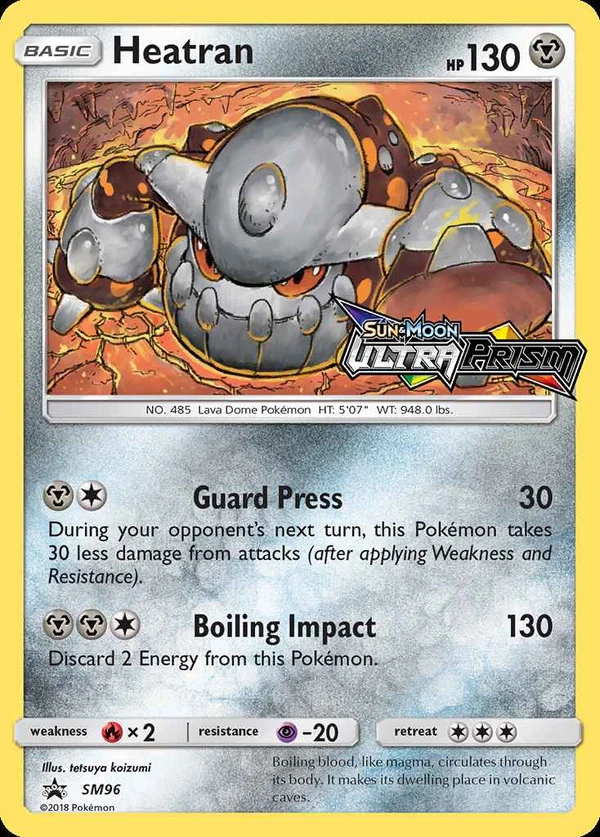 BASIC Heatran HP 130
SUN & MOON
ULTRA PRISM
NO. 485 Lava Dome Pokémon HT: 5'07" WT: 948.0 lbs.
Guard Press 30
During your opponent's next turn, this Pokémon takes
30 less damage from attacks (after applying Weakness and
Resistance).
Boiling Impact 130
Discard 2 Energy from this Pokémon.
weakness ×2 resistance -20 retreat
Illus. tetsuya koizumi
SM96
©2018 Pokémon
Boiling blood, like magma, circulates through
its body. It makes its dwelling place in volcanic
caves.